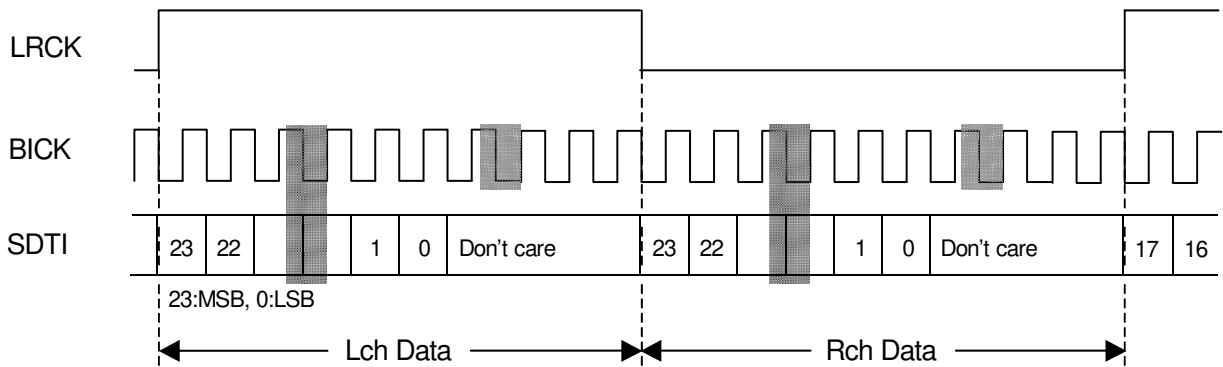 LRCK
BICK
SDTI 23 22 1 0 Don't care 23 22 1 0 Don't care 17 16
23:MSB, 0:LSB
Lch Data Rch Data